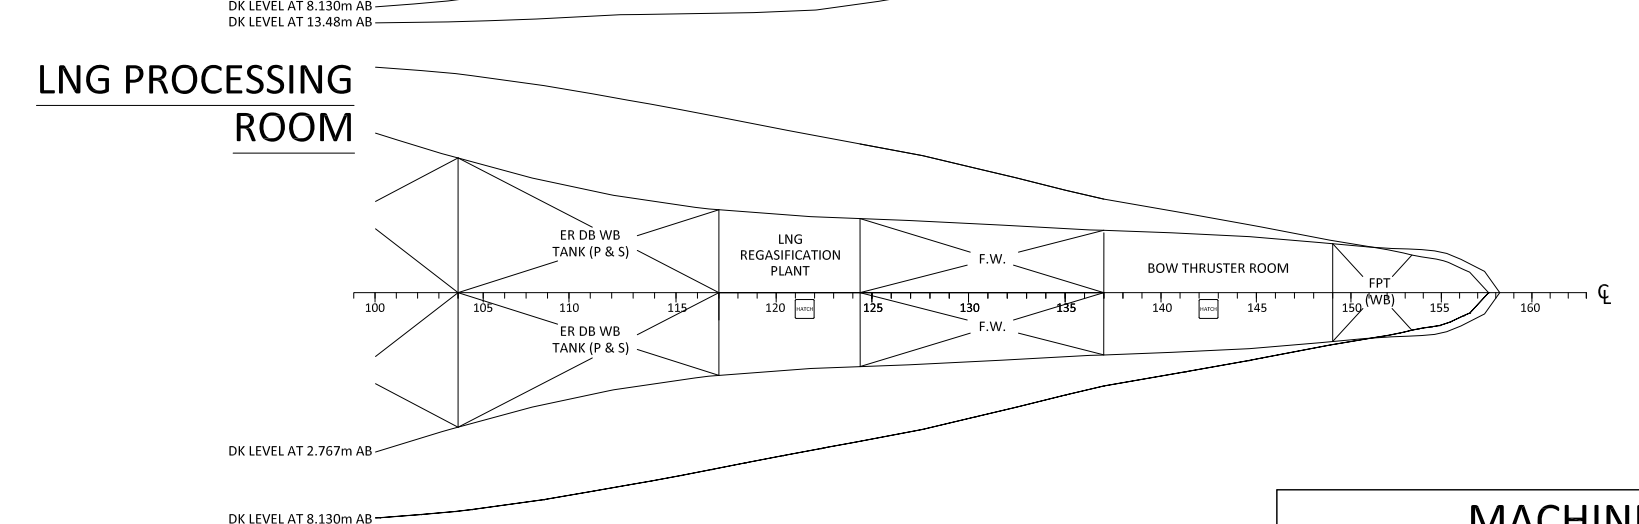 DK LEVEL AT 8.130m AB
DK LEVEL AT 13.48m AB
LNG PROCESSING
ROOM
ER DB WB
TANK (P & S)
LNG
REGASIFICATION
PLANT
F.W.
BOW THRUSTER ROOM
FPT
(WB)
℄
100 105 110 115 120 125 130 135 140 145 150 155 160
HATCH HATCH
ER DB WB
TANK (P & S)
F.W.
DK LEVEL AT 2.767m AB
DK LEVEL AT 8.130m AB